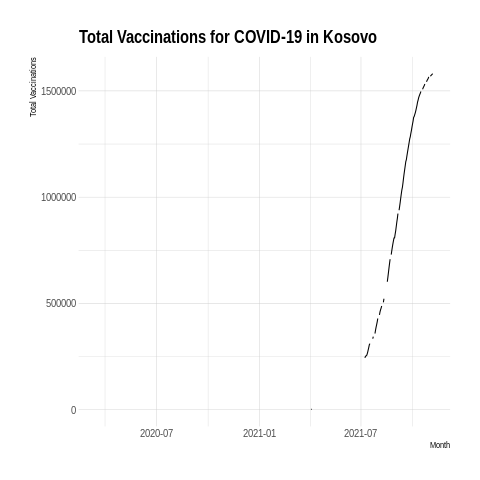 Total Vaccinations for COVID-19 in Kosovo
Total Vaccinations
1500000
1000000
500000
0
2020-07
2021-01
2021-07
Month